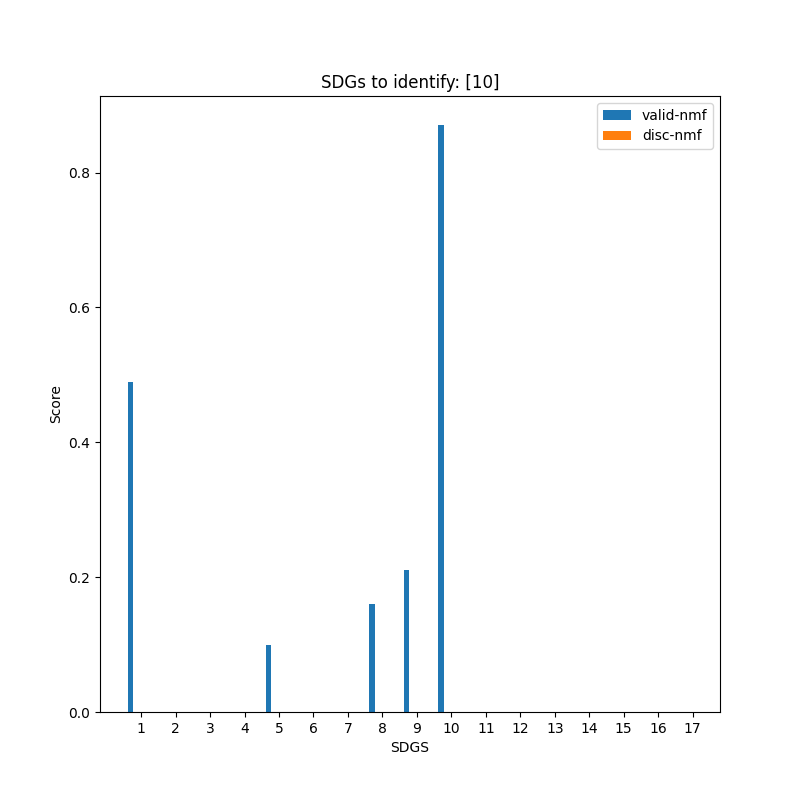 SDGs to identify: [10]
valid-nmf
disc-nmf
0.8
0.6
0.4
0.2
0.0
Score
1 2 3 4 5 6 7 8 9 10 11 12 13 14 15 16 17
SDGS